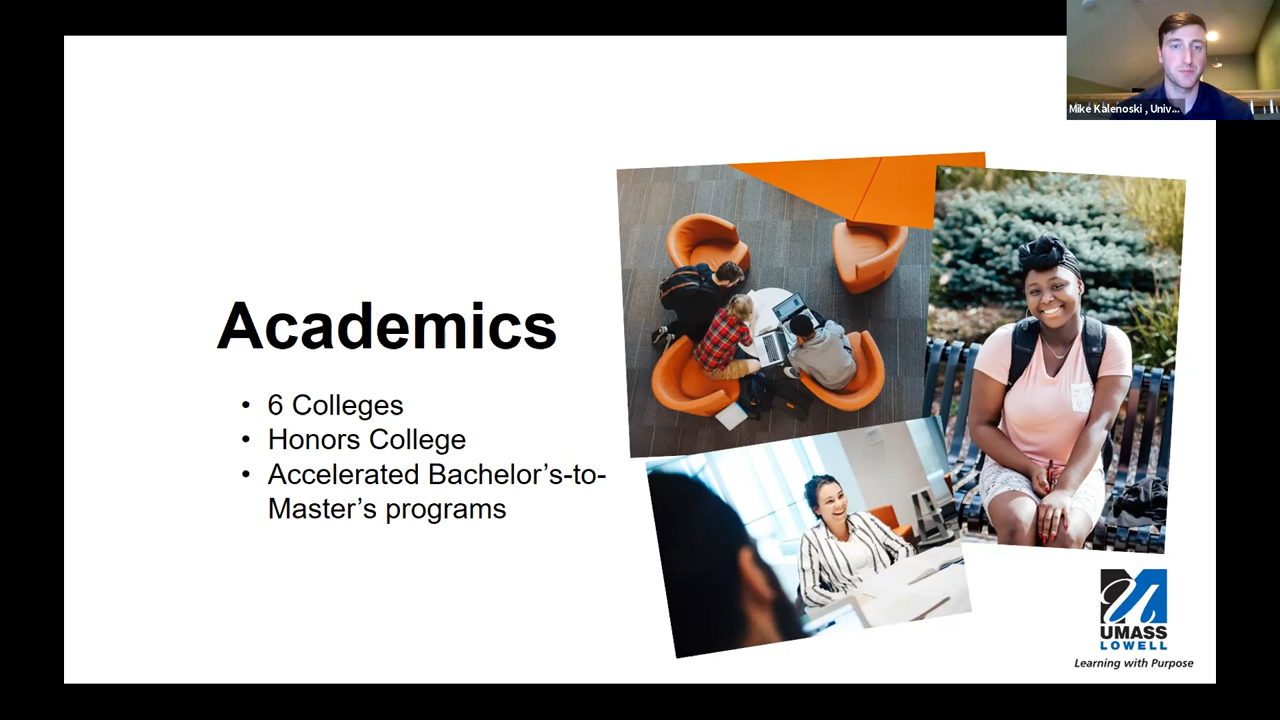 Mike Kalenoski , Univ...
Academics
• 6 Colleges
• Honors College
• Accelerated Bachelor’s-to-
Master’s programs
UMASS
LOWELL
Learning with Purpose